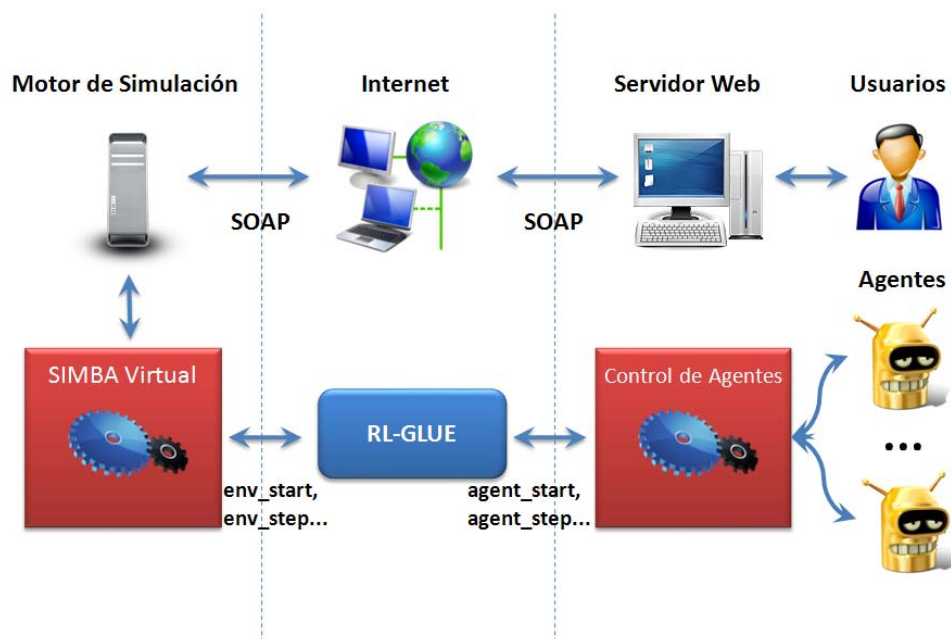 Motor de Simulación
Internet
Servidor Web
Usuarios
SOAP
SOAP
Agentes
SIMBA Virtual
RL-GLUE
Control de Agentes
...
env_start,
env_step...
agent_start,
agent_step...